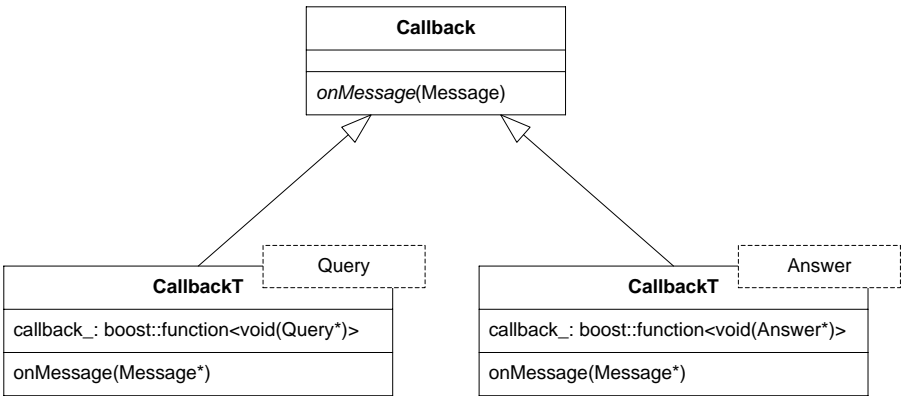 Callback
onMessage(Message)
Query
CallbackT
callback_: boost::function<void(Query*)>
onMessage(Message*)
Answer
CallbackT
callback_: boost::function<void(Answer*)>
onMessage(Message*)